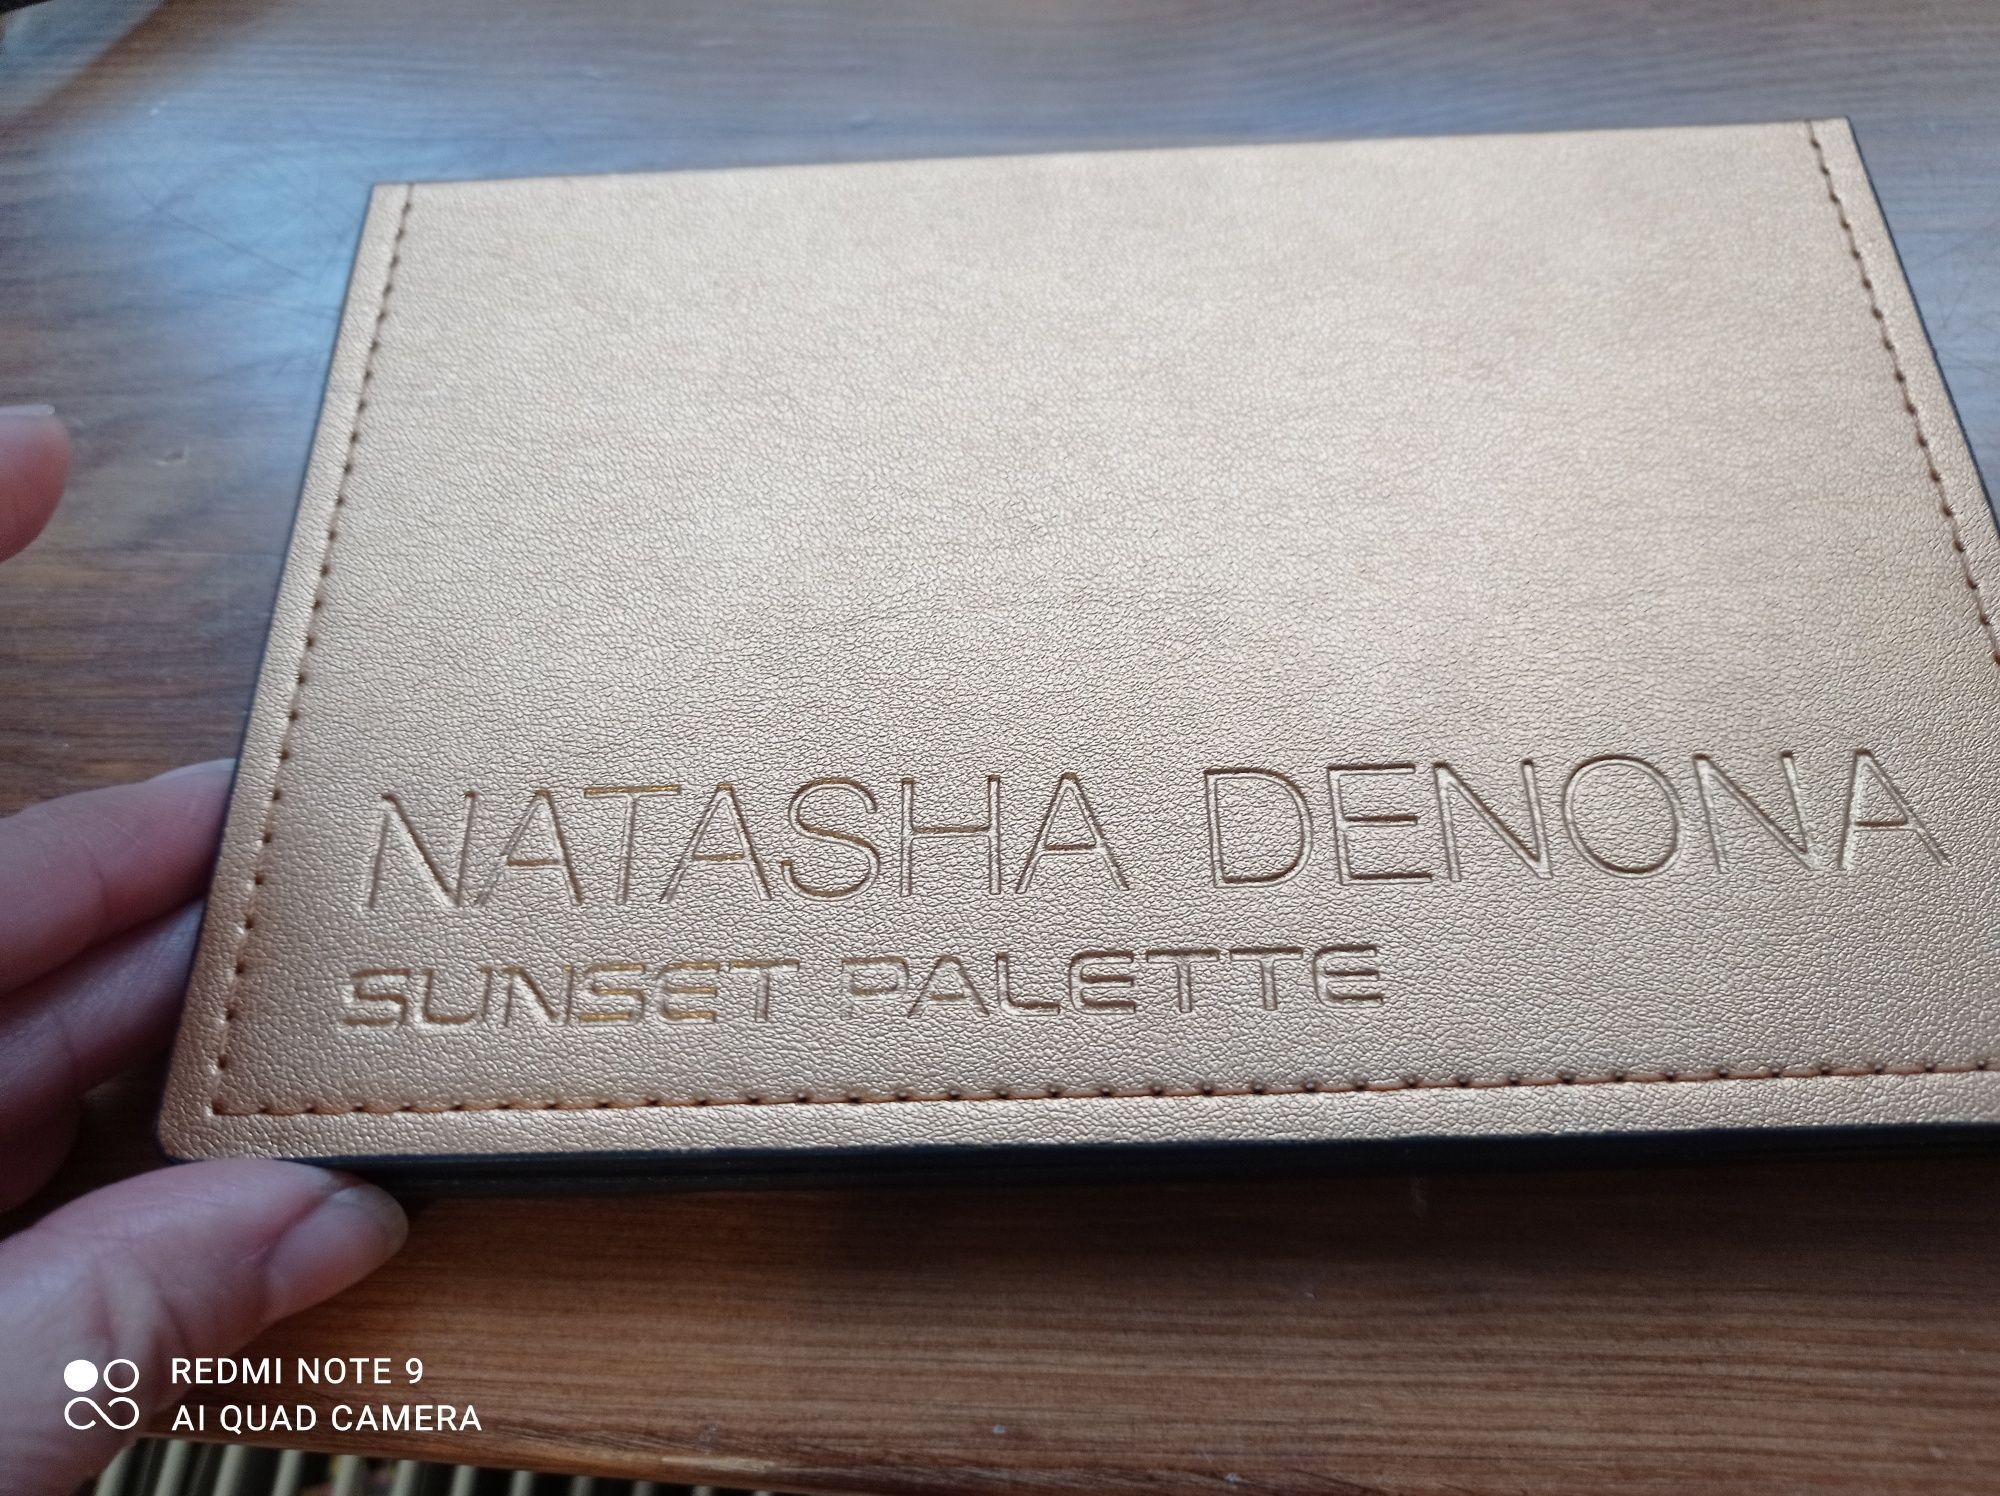 NATASHA DENONA
SUNSET PALETTE
REDMI NOTE 9
AI QUAD CAMERA